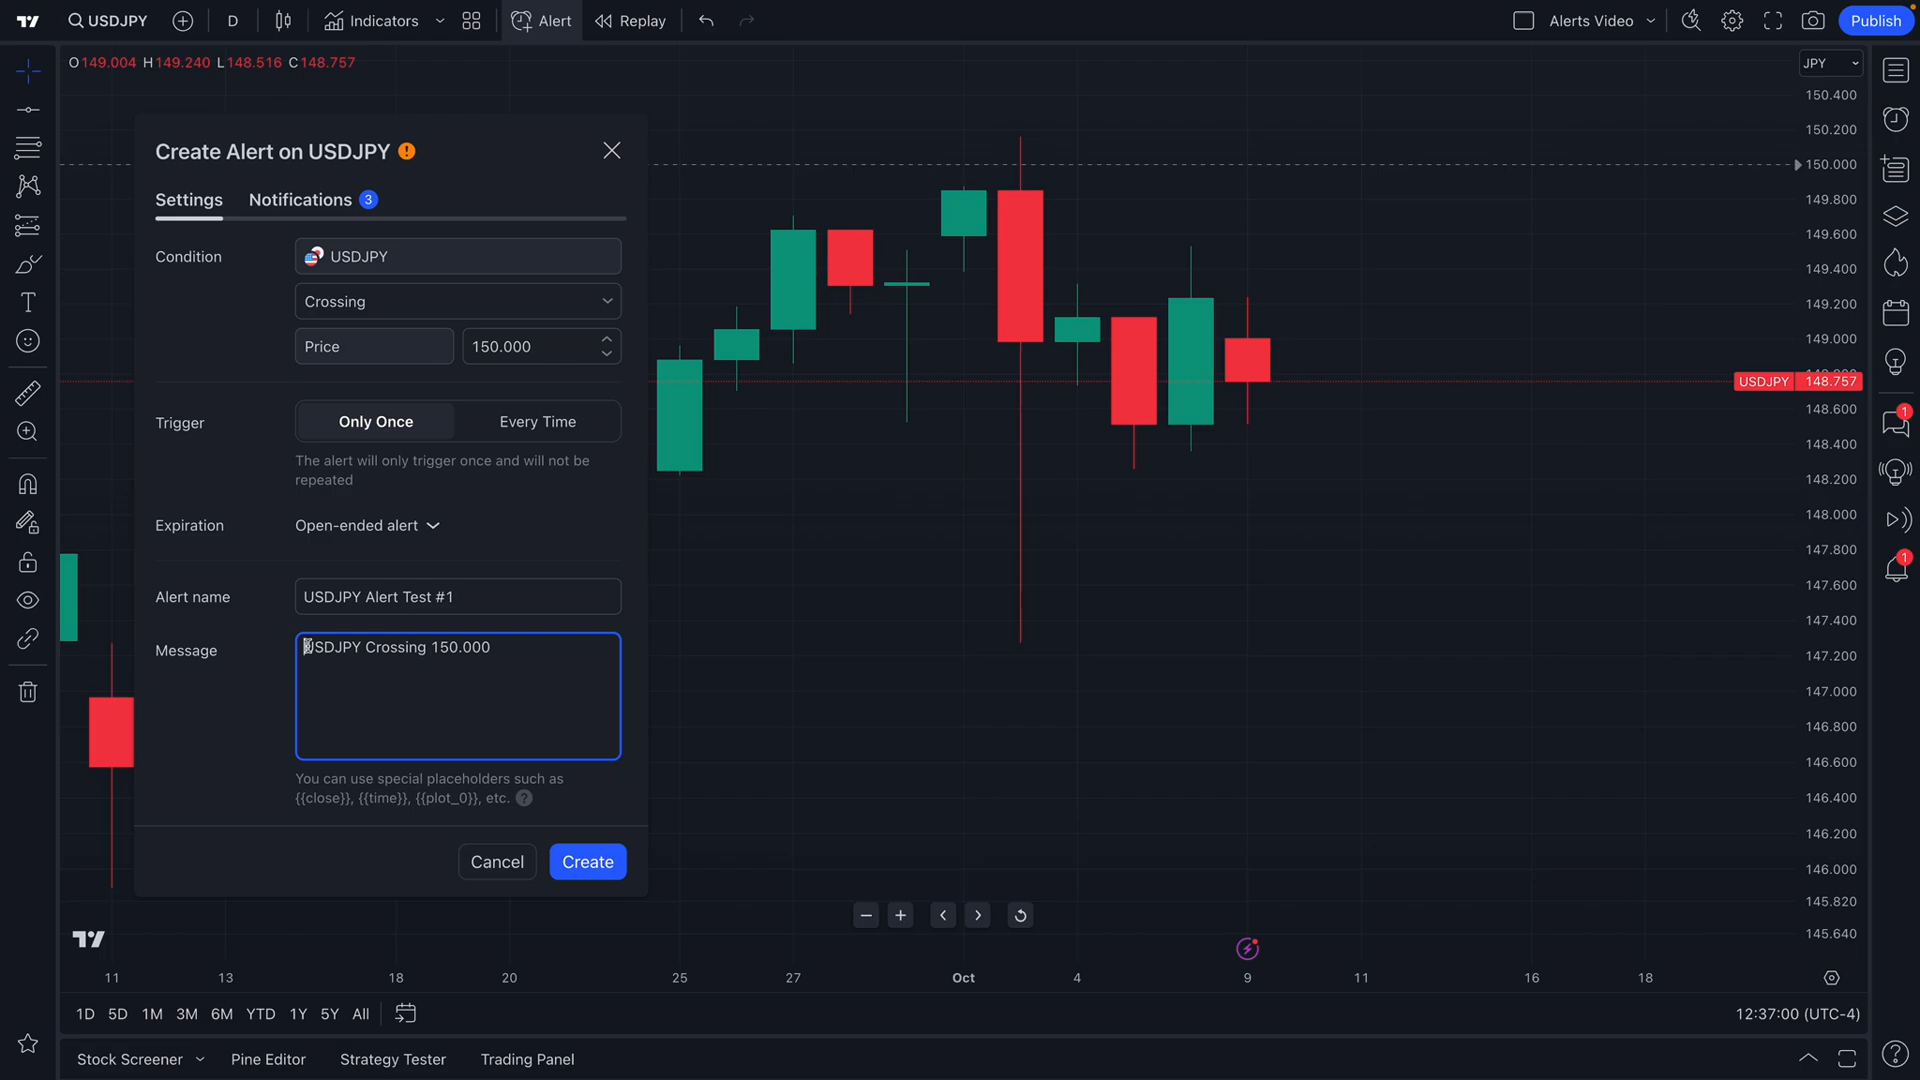 USDJPY D Indicators Alert Replay Alerts Video Publish
O149.004 H149.240 L148.516 C148.757
JPY
150.400
150.200
150.000
149.800
149.600
149.400
149.200
149.000
USDJPY 148.757
148.600
148.400
148.200
148.000
147.800
147.600
147.400
147.200
147.000
146.800
146.600
146.400
146.200
146.000
145.820
145.640
Create Alert on USDJPY
Settings Notifications 3
Condition USDJPY
Crossing
Price 150.000
Trigger Only Once Every Time
The alert will only trigger once and will not be
repeated
Expiration Open-ended alert
Alert name USDJPY Alert Test #1
Message USDJPY Crossing 150.000
You can use special placeholders such as
{{close}}, {{time}}, {{plot_0}}, etc. ?
Cancel Create
1
1
11 13 18 20 25 27 Oct 4 9 11 16 18
1D 5D 1M 3M 6M YTD 1Y 5Y All 12:37:00 (UTC-4)
Stock Screener Pine Editor Strategy Tester Trading Panel